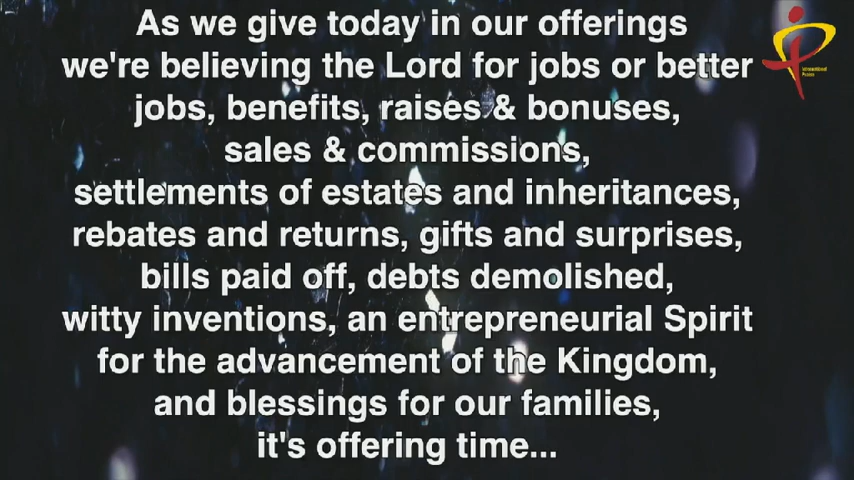 As we give today in our offerings
we're believing the Lord for jobs or better
jobs, benefits, raises & bonuses,
sales & commissions,
settlements of estates and inheritances,
rebates and returns, gifts and surprises,
bills paid off, debts demolished,
witty inventions, an entrepreneurial Spirit
for the advancement of the Kingdom,
and blessings for our families,
it's offering time...
International
Praise